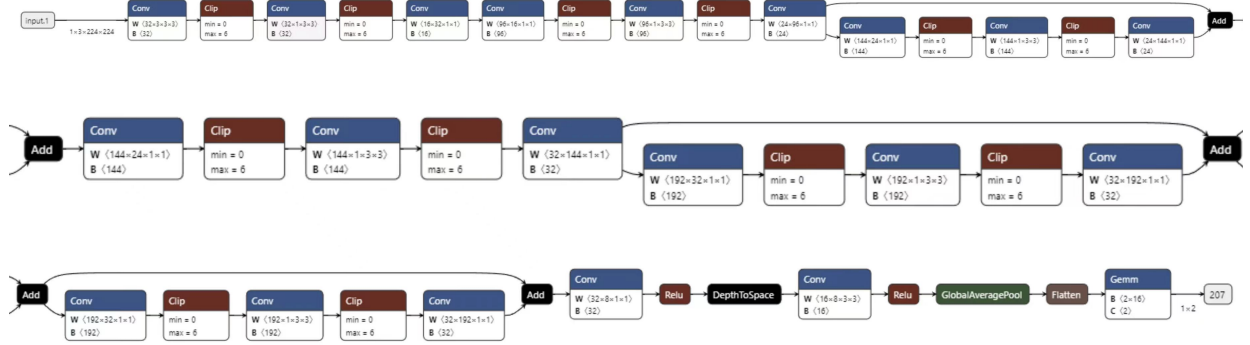 input.1
1×3×224×224
Conv
W ⟨32×3×3×3⟩
B ⟨32⟩
Clip
min = 0
max = 6
Conv
W ⟨32×1×3×3⟩
B ⟨32⟩
Clip
min = 0
max = 6
Conv
W ⟨16×32×1×1⟩
B ⟨16⟩
Conv
W ⟨96×16×1×1⟩
B ⟨96⟩
Clip
min = 0
max = 6
Conv
W ⟨96×1×3×3⟩
B ⟨96⟩
Clip
min = 0
max = 6
Conv
W ⟨24×96×1×1⟩
B ⟨24⟩
Conv
W ⟨144×24×1×1⟩
B ⟨144⟩
Clip
min = 0
max = 6
Conv
W ⟨144×1×3×3⟩
B ⟨144⟩
Clip
min = 0
max = 6
Conv
W ⟨24×144×1×1⟩
B ⟨24⟩
Add
Add
Conv
W ⟨144×24×1×1⟩
B ⟨144⟩
Clip
min = 0
max = 6
Conv
W ⟨144×1×3×3⟩
B ⟨144⟩
Clip
min = 0
max = 6
Conv
W ⟨32×144×1×1⟩
B ⟨32⟩
Conv
W ⟨192×32×1×1⟩
B ⟨192⟩
Clip
min = 0
max = 6
Conv
W ⟨192×1×3×3⟩
B ⟨192⟩
Clip
min = 0
max = 6
Conv
W ⟨32×192×1×1⟩
B ⟨32⟩
Add
Add
Conv
W ⟨192×32×1×1⟩
B ⟨192⟩
Clip
min = 0
max = 6
Conv
W ⟨192×1×3×3⟩
B ⟨192⟩
Clip
min = 0
max = 6
Conv
W ⟨32×192×1×1⟩
B ⟨32⟩
Add
Conv
W ⟨32×8×1×1⟩
B ⟨32⟩
Relu
DepthToSpace
Conv
W ⟨16×8×3×3⟩
B ⟨16⟩
Relu
GlobalAveragePool
Flatten
Gemm
B ⟨2×16⟩
C ⟨2⟩
1×2
207